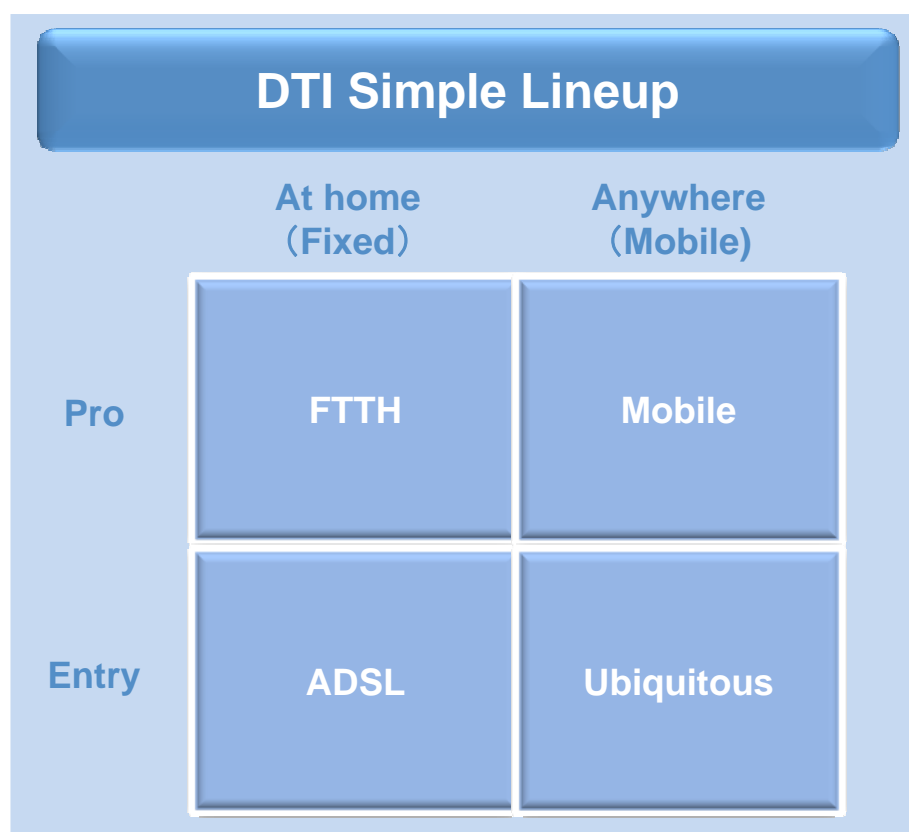 DTI Simple Lineup
At home Anywhere
（Fixed） （Mobile)
Pro FTTH Mobile
Entry ADSL Ubiquitous